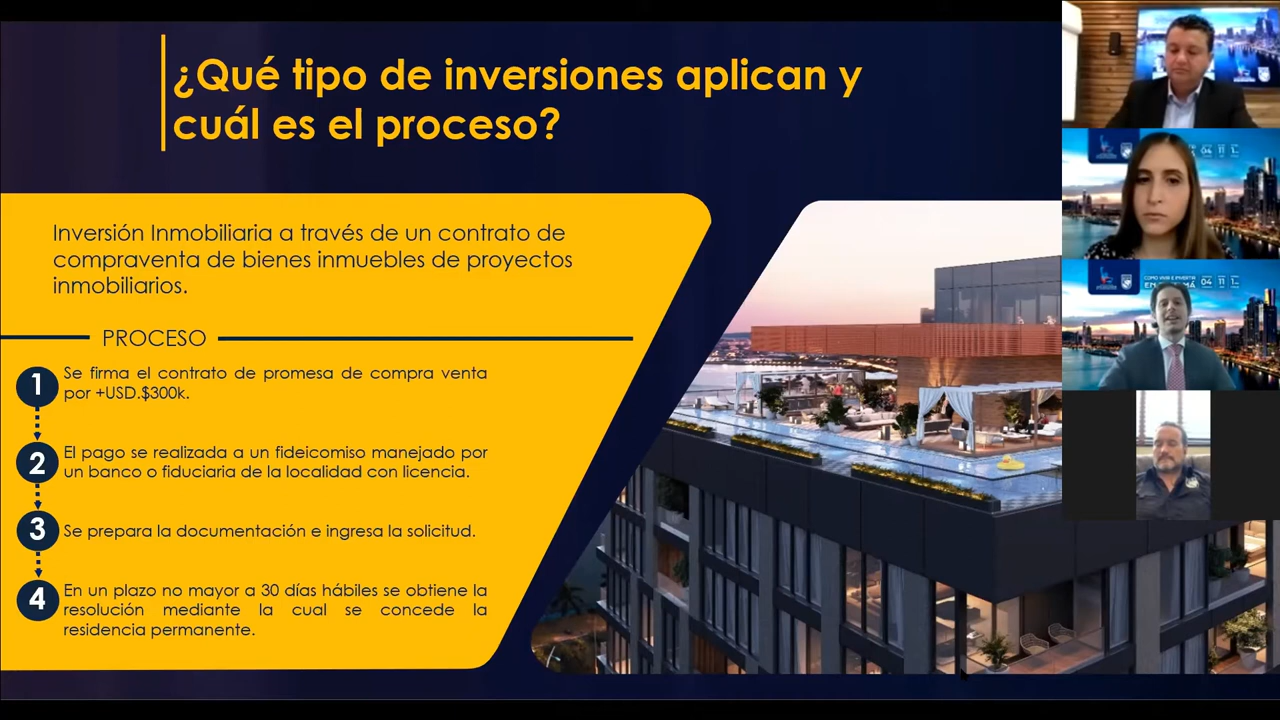 ¿Qué tipo de inversiones aplican y
cuál es el proceso?
Inversión Inmobiliaria a través de un contrato de
compraventa de bienes inmuebles de proyectos
inmobiliarios.
PROCESO
1
Se firma el contrato de promesa de compra venta
por +USD.$300k.
2
El pago se realizada a un fideicomiso manejado por
un banco o fiduciaria de la localidad con licencia.
3
Se prepara la documentación e ingresa la solicitud.
4
En un plazo no mayor a 30 días hábiles se obtiene la
resolución mediante la cual se concede la
residencia permanente.
04 11